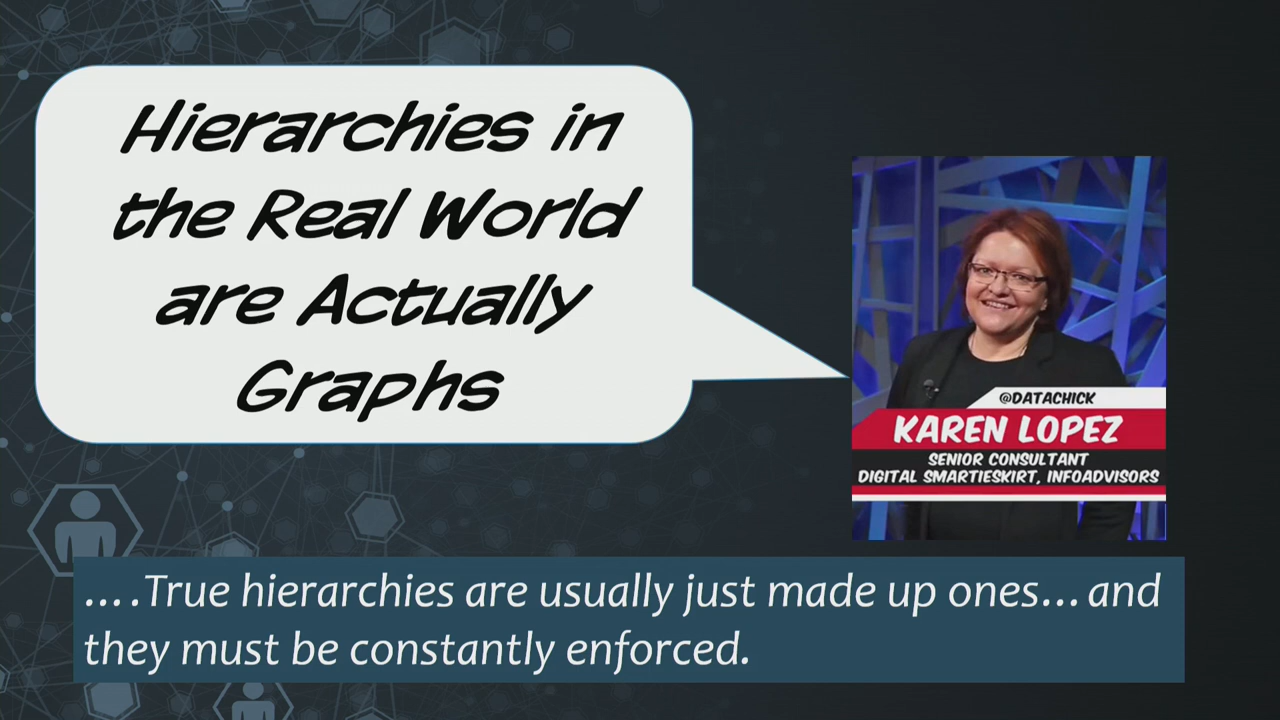 Hierarchies in
the Real World
are Actually
Graphs
@DATACHICK
KAREN LOPEZ
SENIOR CONSULTANT
DIGITAL SMARTIESKIRT, INFOADVISORS
....True hierarchies are usually just made up ones... and
they must be constantly enforced.